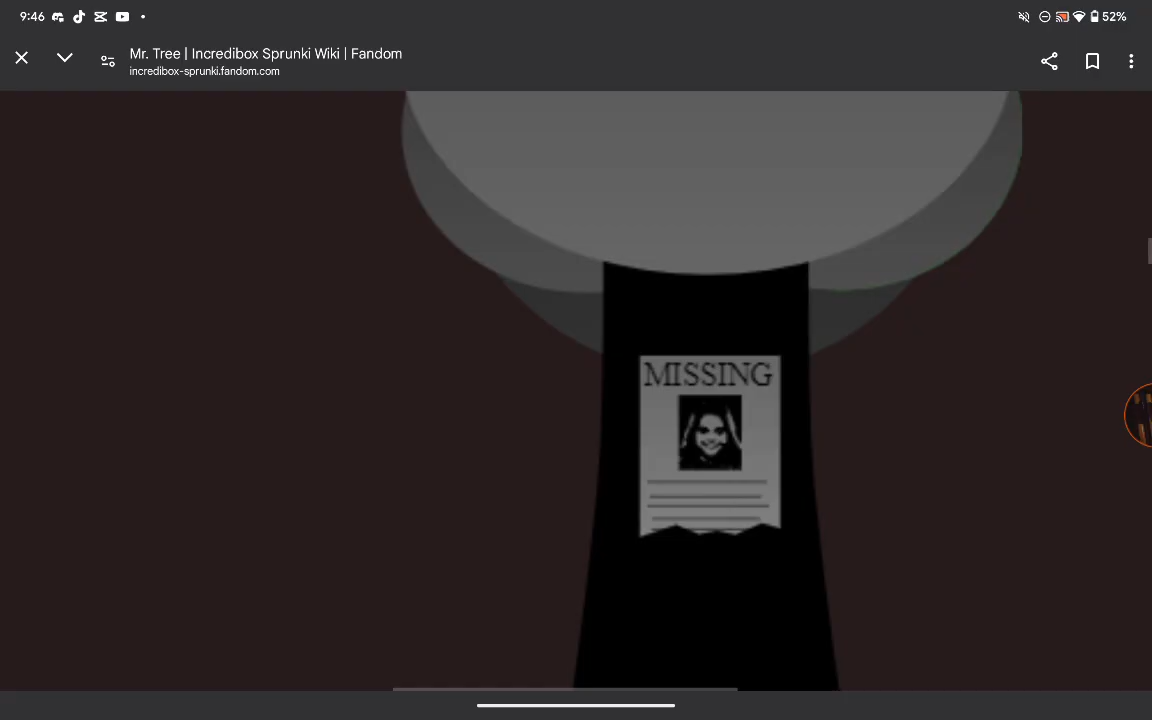 9:46
52%
Mr. Tree | Incredibox Sprunki Wiki | Fandom
incredibox-sprunki.fandom.com
MISSING